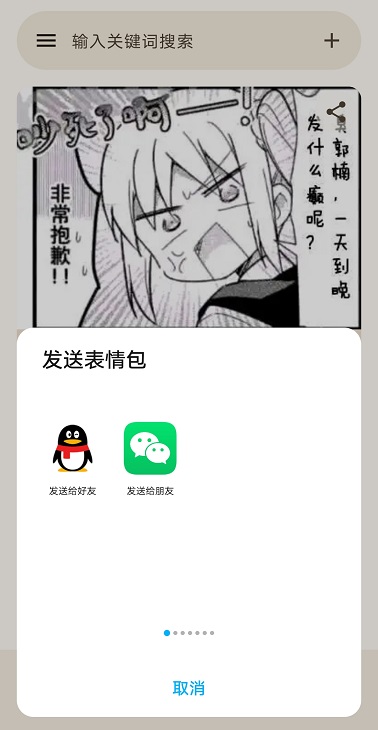 输入关键词搜索
吵死了啊——!
非常抱歉!!
郭楠，一天到晚
发什么癫呢？
发送表情包
发送给好友
发送给朋友
取消